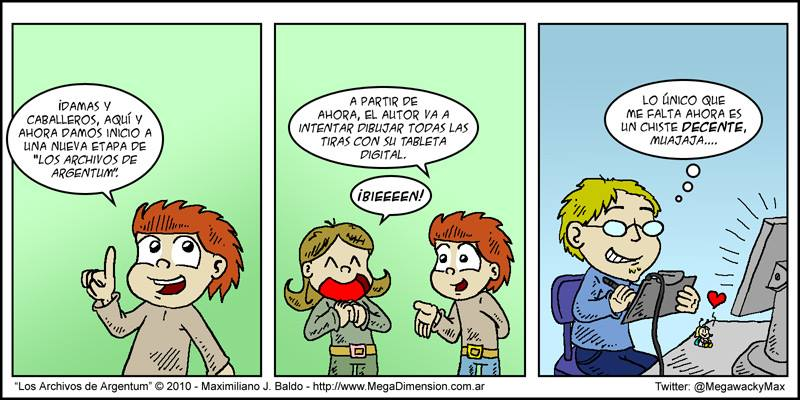 ¡DAMAS Y
CABALLEROS, AQUÍ Y
AHORA DAMOS INICIO A
UNA NUEVA ETAPA DE
"LOS ARCHIVOS DE
ARGENTUM".
A PARTIR DE
AHORA, EL AUTOR VA A
INTENTAR DIBUJAR TODAS LAS
TIRAS CON SU TABLETA
DIGITAL.
¡BIEEEEN!
LO ÚNICO QUE
ME FALTA AHORA ES
UN CHISTE DECENTE,
MUAJAJA....
"Los Archivos de Argentum" © 2010 - Maximiliano J. Baldo - http://www.MegaDimension.com.ar
Twitter: @MegawackyMax